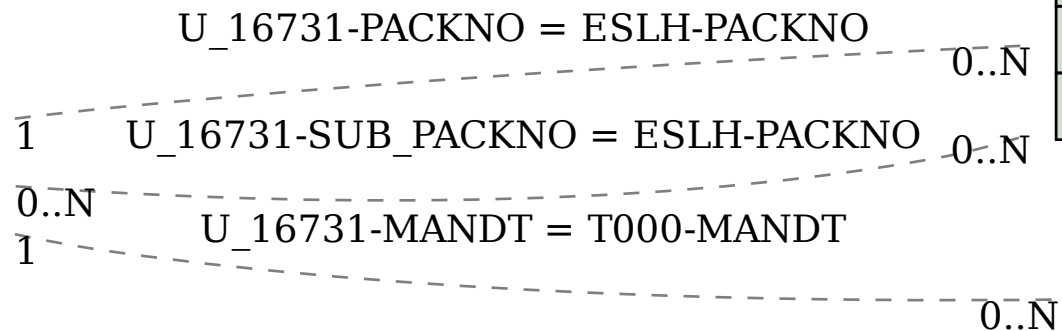 U_16731-PACKNO = ESLH-PACKNO
0..N
1
U_16731-SUB_PACKNO = ESLH-PACKNO
0..N
0..N
U_16731-MANDT = T000-MANDT
1
0..N